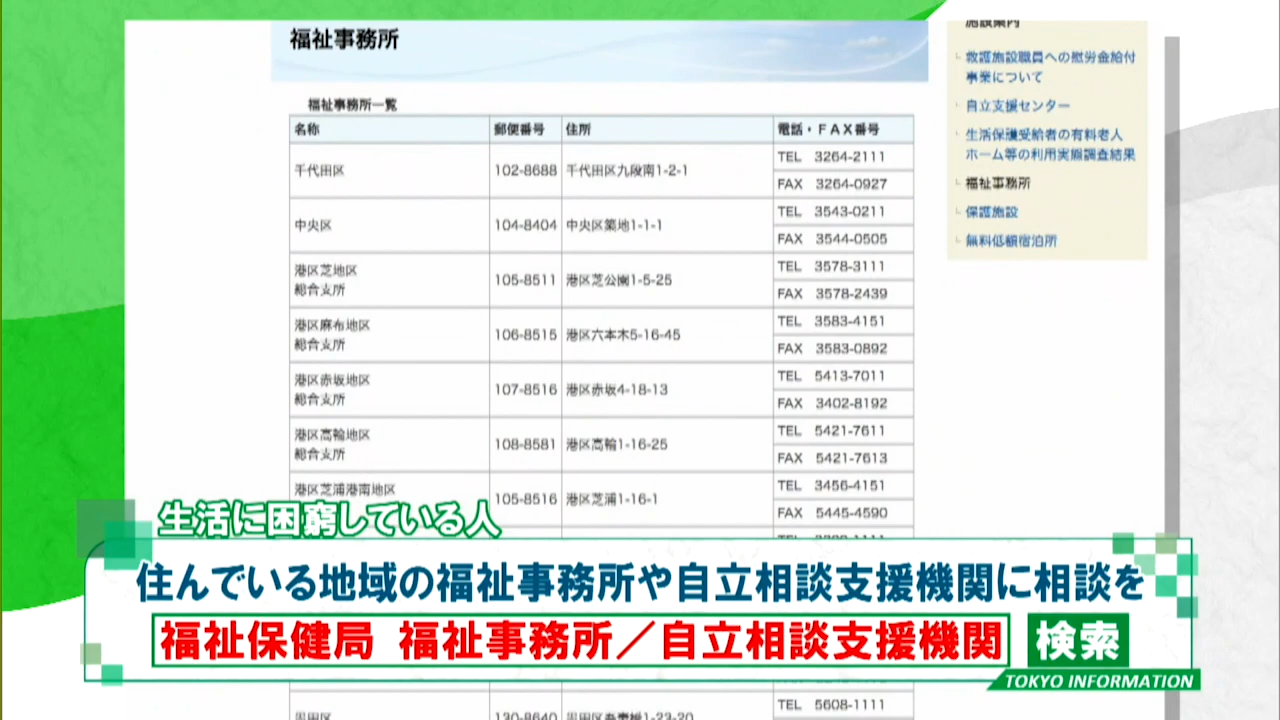 福祉事務所
施設案内
救護施設職員への慰労金給付
事業について
自立支援センター
生活保護受給者の有料老人
ホーム等の利用実態調査結果
福祉事務所
保護施設
無料低額宿泊所
福祉事務所一覧
名称 郵便番号 住所 電話・ＦＡＸ番号
千代田区 102-8688 千代田区九段南1-2-1 TEL 3264-2111
FAX 3264-0927
中央区 104-8404 中央区築地1-1-1 TEL 3543-0211
FAX 3544-0505
港区芝地区
総合支所 105-8511 港区芝公園1-5-25 TEL 3578-3111
FAX 3578-2439
港区麻布地区
総合支所 106-8515 港区六本木5-16-45 TEL 3583-4151
FAX 3583-0892
港区赤坂地区
総合支所 107-8516 港区赤坂4-18-13 TEL 5413-7011
FAX 3402-8192
港区高輪地区
総合支所 108-8581 港区高輪1-16-25 TEL 5421-7611
FAX 5421-7613
港区芝浦港南地区 105-8516 港区芝浦1-16-1 TEL 3456-4151
FAX 5445-4590
生活に困窮している人
住んでいる地域の福祉事務所や自立相談支援機関に相談を
福祉保健局 福祉事務所／自立相談支援機関 検索
TOKYO INFORMATION
TEL 5608-1111
墨田区 130-8640 墨田区吾妻橋1-23-20